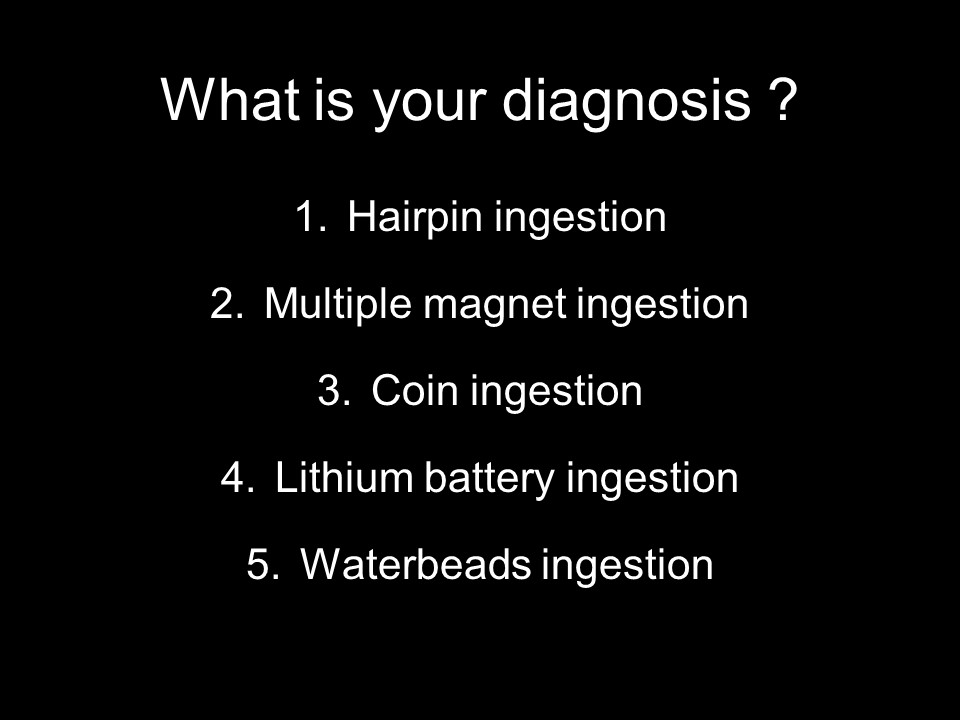 What is your diagnosis ?
1. Hairpin ingestion
2. Multiple magnet ingestion
3. Coin ingestion
4. Lithium battery ingestion
5. Waterbeads ingestion